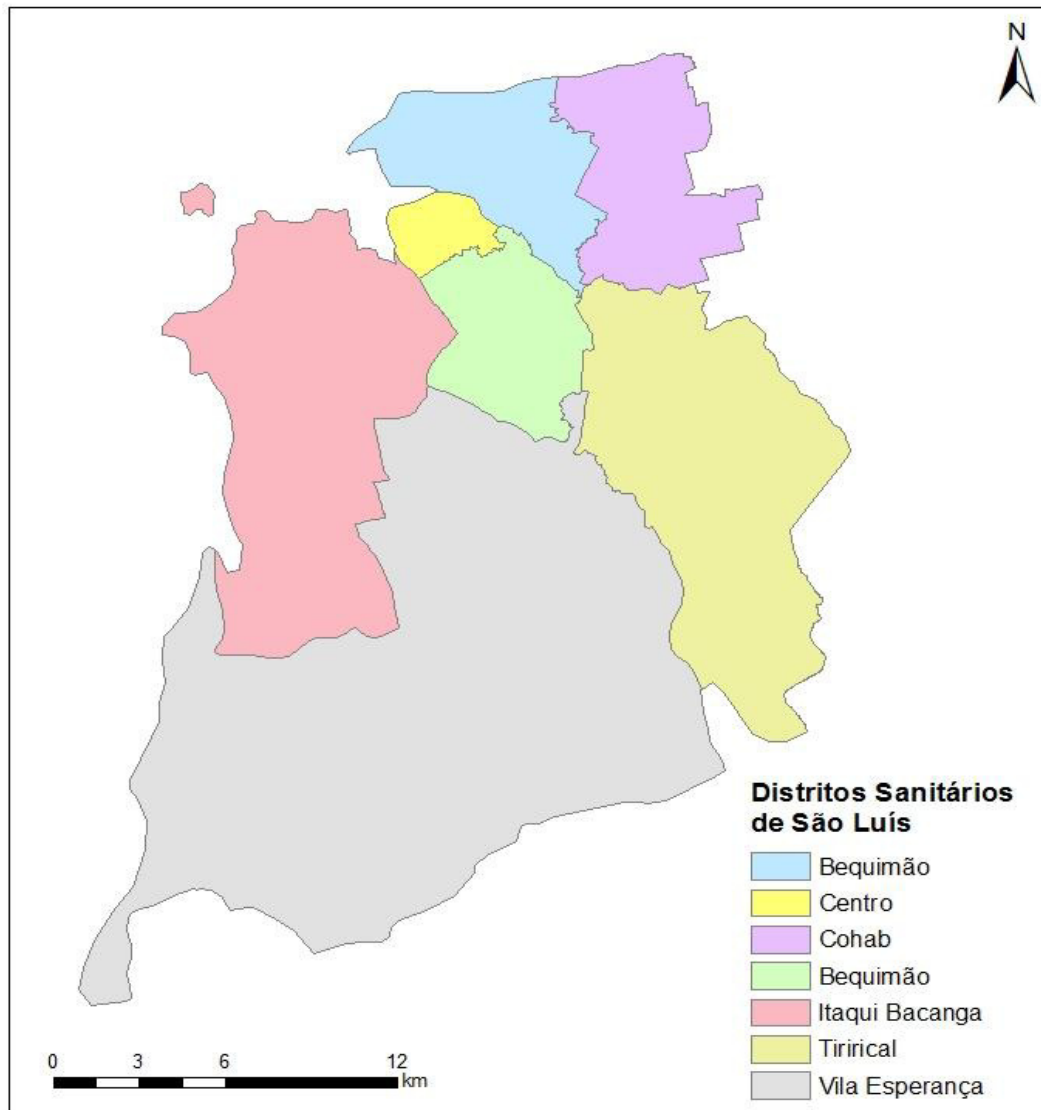 N
Distritos Sanitários
de São Luís
Bequimão
Centro
Cohab
Bequimão
Itaqui Bacanga
Tirirical
Vila Esperança
0 3 6 12
km